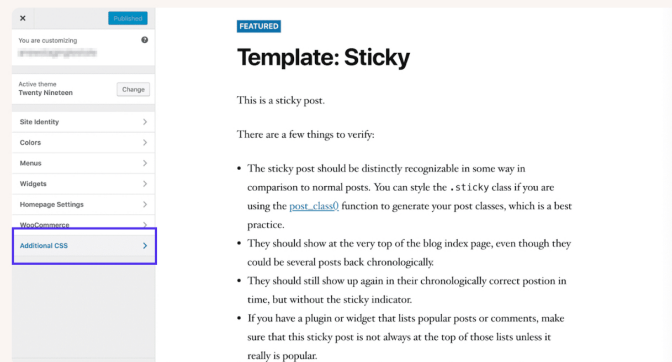 Published
You are customizing
Active theme
Twenty Nineteen
Change
Site Identity
Colors
Menus
Widgets
Homepage Settings
WooCommerce
Additional CSS
FEATURED
Template: Sticky
This is a sticky post.
There are a few things to verify:
• The sticky post should be distinctly recognizable in some way in
comparison to normal posts. You can style the .sticky class if you are
using the post_class() function to generate your post classes, which is a best
practice.
• They should show at the very top of the blog index page, even though they
could be several posts back chronologically.
• They should still show up again in their chronologically correct postion in
time, but without the sticky indicator.
• If you have a plugin or widget that lists popular posts or comments, make
sure that this sticky post is not always at the top of those lists unless it
really is popular.